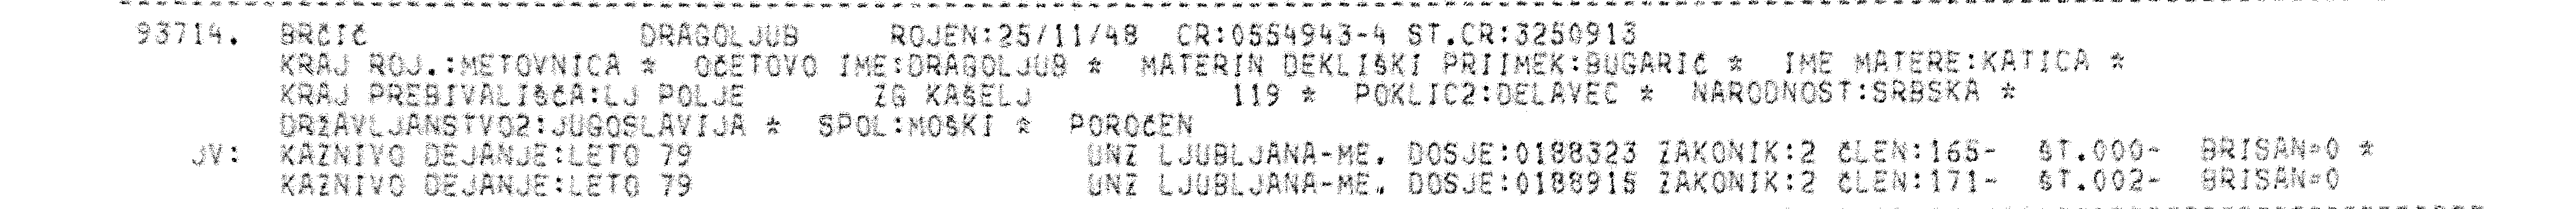 93714. BRČIČ DRAGOLJUB ROJEN:25/11/48 CR:0554943-4 ST.CR:3250913
KRAJ ROJ.:METOVNICA * OČETOVO IME:DRAGOLJUB * MATERIN DEKLIŠKI PRIIMEK:BUGARIČ * IME MATERE:KATICA *
KRAJ PREBIVALIŠČA:LJ POLJE ZG KAŠELJ 119 * POKLIC2:DELAVEC * NARODNOST:SRBSKA *
DRŽAVLJANSTVO2:JUGOSLAVIJA * SPOL:MOŠKI * POROČEN
JV: KAZNIVO DEJANJE:LETO 79 UNZ LJUBLJANA-ME. DOSJE:0188323 ZAKONIK:2 ČLEN:165- ŠT.000- BRISAN=0 *
KAZNIVO DEJANJE:LETO 79 UNZ LJUBLJANA-ME. DOSJE:0188915 ZAKONIK:2 ČLEN:171- ŠT.002- BRISAN=0